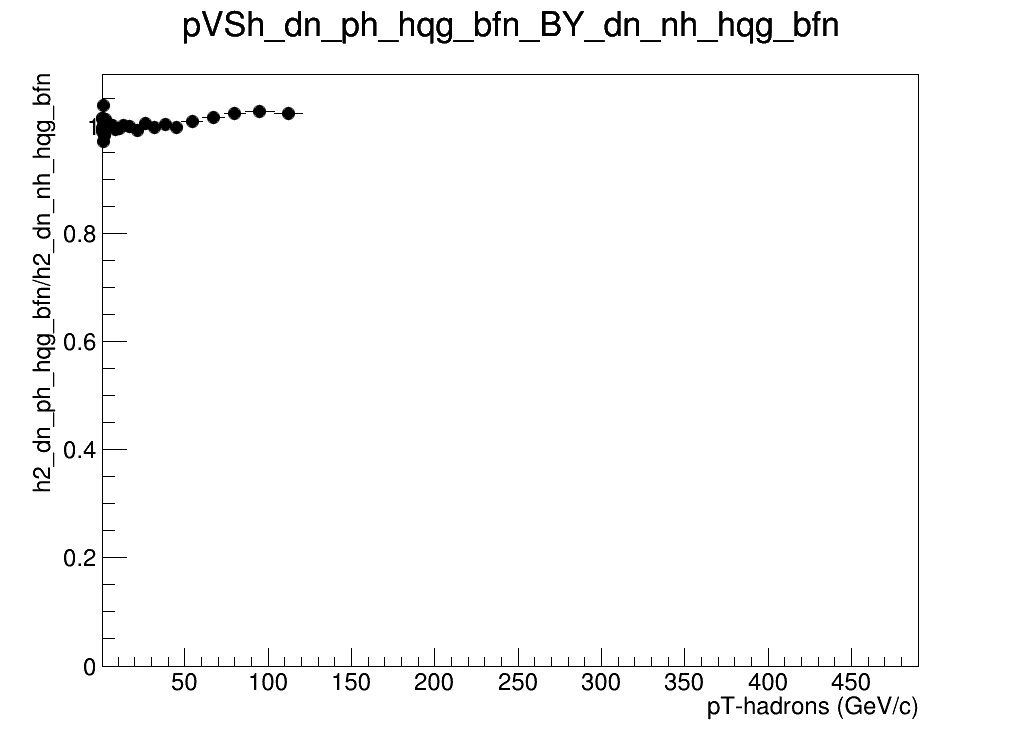 pVSh_dn_ph_hqg_bfn_BY_dn_nh_hqg_bfn
h2_dn_ph_hqg_bfn/h2_dn_nh_hqg_bfn
1
0.8
0.6
0.4
0.2
0
50 100 150 200 250 300 350 400 450
pT-hadrons (GeV/c)